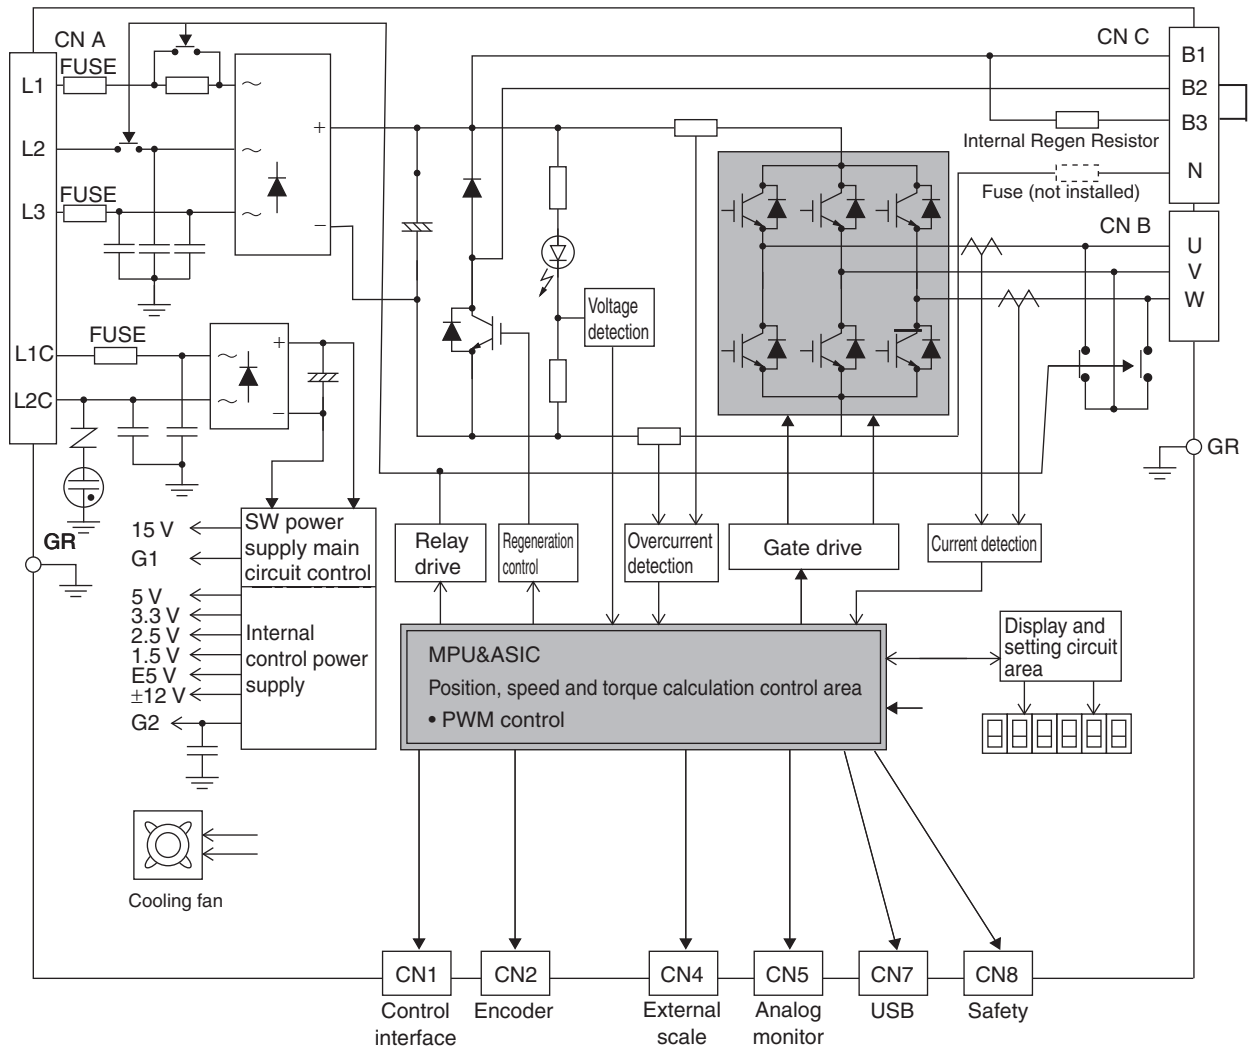 CN A
CN C
FUSE
L1
B1
B2
B3
Internal Regen Resistor
L2
+
N
Fuse (not installed)
FUSE
L3
−
CN B
U
V
W
Voltage
detection
FUSE
L1C
+
L2C
−
GR
15 V
G1
SW power
supply main
circuit control
Relay
drive
Regeneration
control
Overcurrent
detection
Gate drive
Current detection
GR
5 V
3.3 V
2.5 V
1.5 V
E5 V
±12 V
G2
Internal
control power
supply
MPU&ASIC
Position, speed and torque calculation control area
• PWM control
Display and
setting circuit
area
Cooling fan
CN1
CN2
CN4
CN5
CN7
CN8
Control
interface
Encoder
External
scale
Analog
monitor
USB
Safety